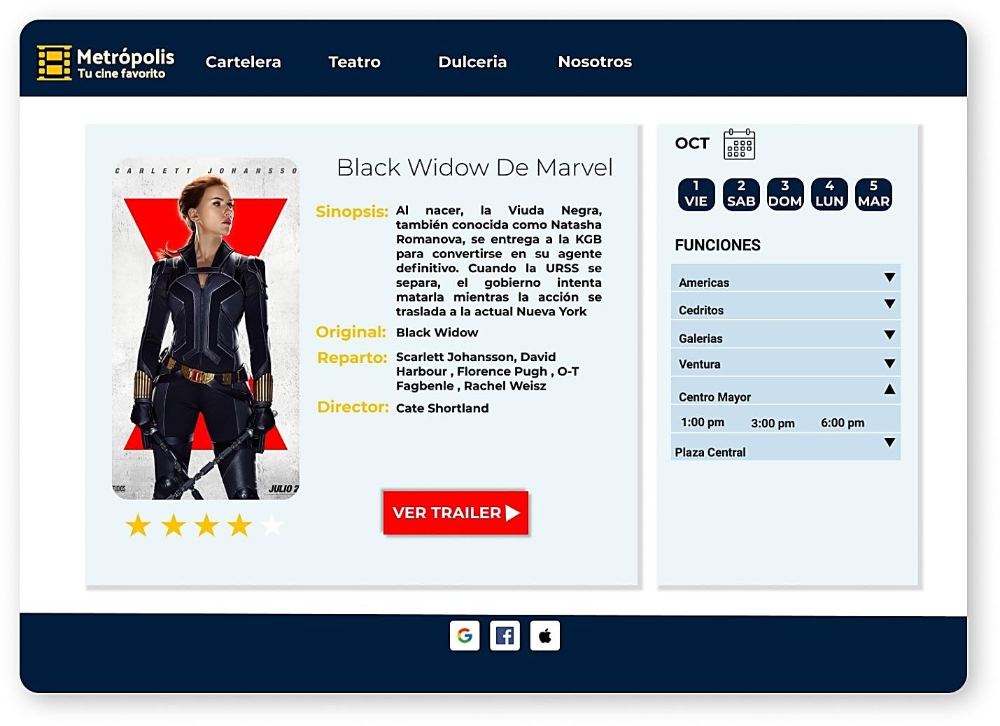 Metrópolis
Tu cine favorito
Cartelera
Teatro
Dulceria
Nosotros
CARLETT JOHANSSO
JULIO 2
Black Widow De Marvel
Sinopsis:
Al nacer, la Viuda Negra,
también conocida como Natasha
Romanova, se entrega a la KGB
para convertirse en su agente
definitivo. Cuando la URSS se
separa, el gobierno intenta
matarla mientras la acción se
traslada a la actual Nueva York
Original: Black Widow
Reparto: Scarlett Johansson, David
Harbour , Florence Pugh , O-T
Fagbenle , Rachel Weisz
Director: Cate Shortland
VER TRAILER
OCT
1 VIE
2 SAB
3 DOM
4 LUN
5 MAR
FUNCIONES
Americas
Cedritos
Galerias
Ventura
Centro Mayor
1:00 pm 3:00 pm 6:00 pm
Plaza Central